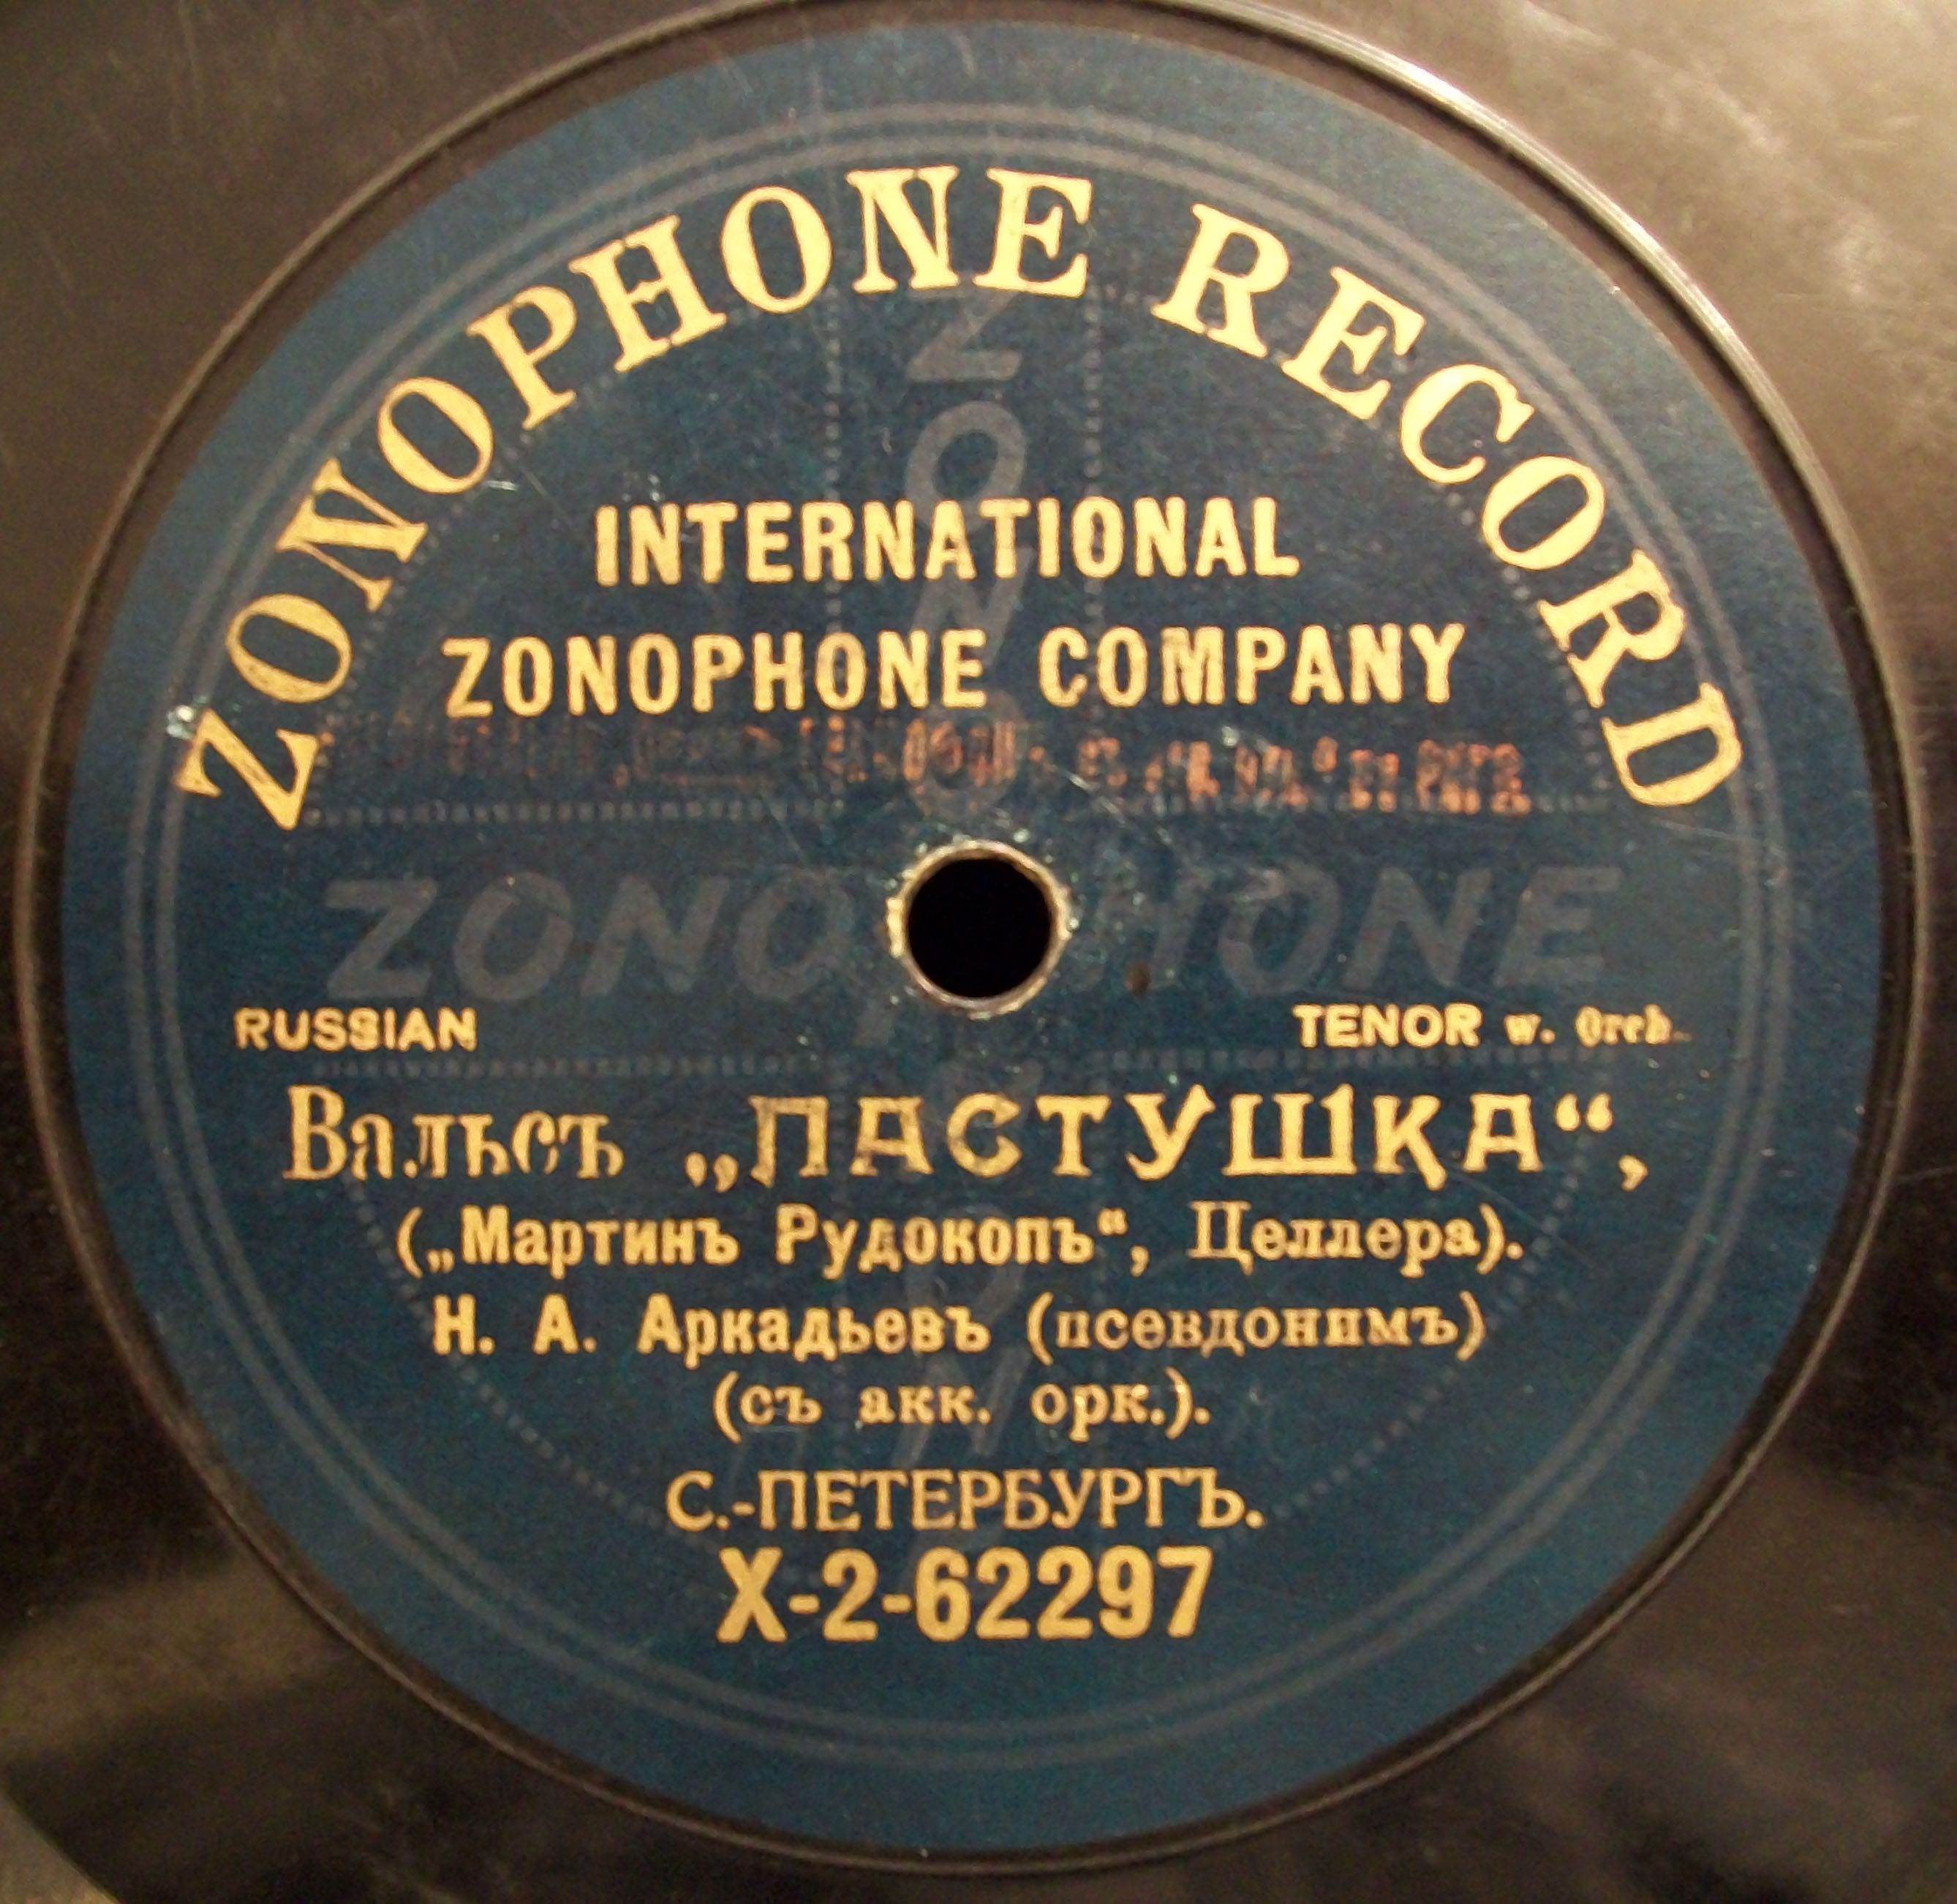 ZONOPHONE RECORD
INTERNATIONAL
ZONOPHONE COMPANY
ZONOPHONE
ZONOPHONE
RUSSIAN
TENOR w. Orch.
Вальсъ „ПАСТУШКА“,
(„Мартинъ Рудокопъ“, Целлера).
Н. А. Аркадьевъ (псевдонимъ)
(съ акк. орк.).
С.-ПЕТЕРБУРГЪ.
X-2-62297